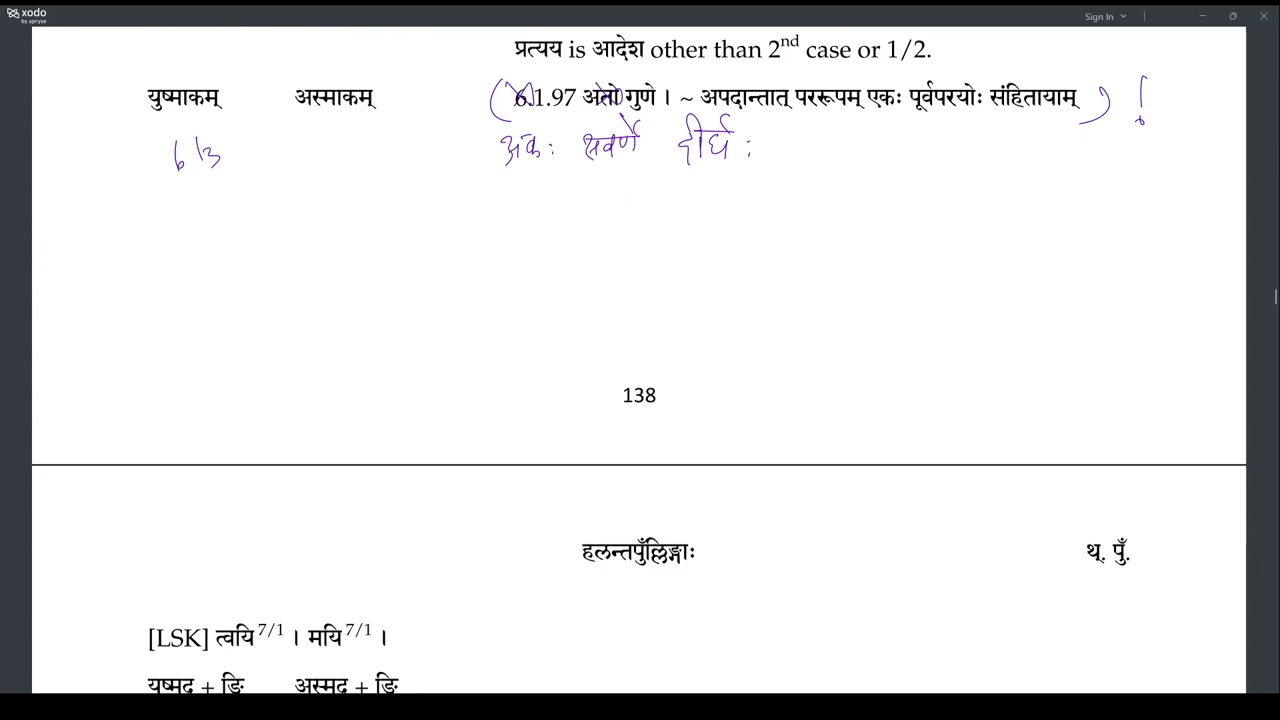 xodo
by apryse
Sign In
प्रत्यय is आदेश other than 2nd case or 1/2.
युष्माकम् अस्माकम् (6.1.97 अतो गुणे । ~ अपदान्तात् पररूपम् एकः पूर्वपरयोः संहितायाम् ) !
6/3 अकः सवर्णे दीर्घः
138
हलन्तपुँल्लिङ्गाः थ्. पुँ.
[LSK] त्वयि 7/1 । मयि 7/1 ।
युष्मद् + ङि अस्मद् + ङि